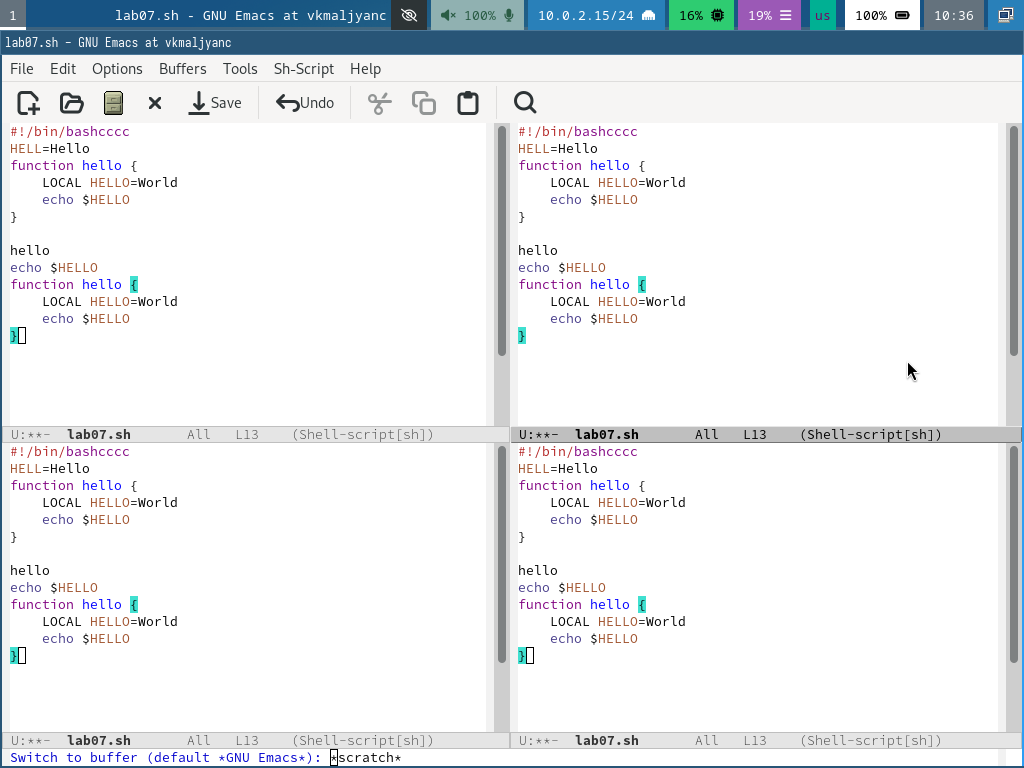 1 lab07.sh - GNU Emacs at vkmaljyanc 100% 10.0.2.15/24 16% 19% us 100% 10:36
lab07.sh – GNU Emacs at vkmaljyanc
File Edit Options Buffers Tools Sh-Script Help
Save Undo
#!/bin/bashcccc
HELL=Hello
function hello {
    LOCAL HELLO=World
    echo $HELLO
}
hello
echo $HELLO
function hello {
    LOCAL HELLO=World
    echo $HELLO
}
U:**-  lab07.sh       All   L13    (Shell-script[sh])
#!/bin/bashcccc
HELL=Hello
function hello {
    LOCAL HELLO=World
    echo $HELLO
}
hello
echo $HELLO
function hello {
    LOCAL HELLO=World
    echo $HELLO
}
U:**-  lab07.sh       All   L13    (Shell-script[sh])
#!/bin/bashcccc
HELL=Hello
function hello {
    LOCAL HELLO=World
    echo $HELLO
}
hello
echo $HELLO
function hello {
    LOCAL HELLO=World
    echo $HELLO
}
U:**-  lab07.sh       All   L13    (Shell-script[sh])
#!/bin/bashcccc
HELL=Hello
function hello {
    LOCAL HELLO=World
    echo $HELLO
}
hello
echo $HELLO
function hello {
    LOCAL HELLO=World
    echo $HELLO
}
U:**-  lab07.sh       All   L13    (Shell-script[sh])
Switch to buffer (default *GNU Emacs*): *scratch*